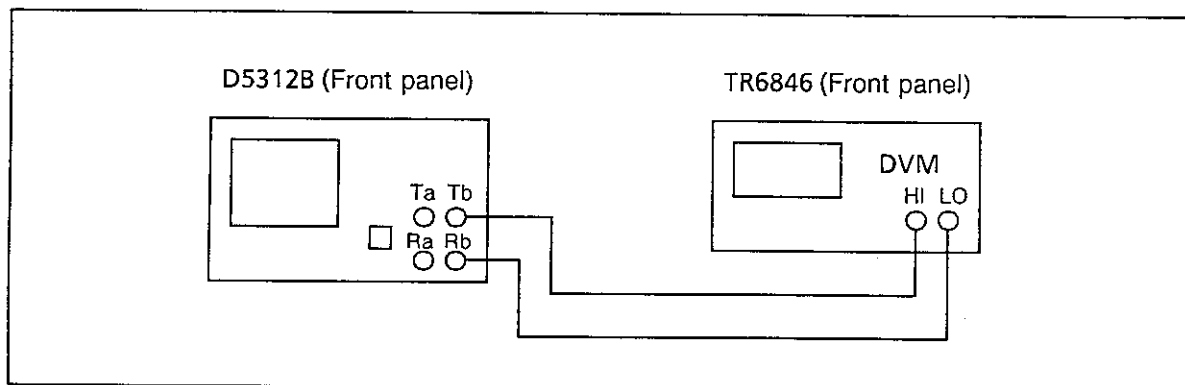 D5312B (Front panel)
TR6846 (Front panel)
DVM
HI LO
Ta Tb
Ra Rb